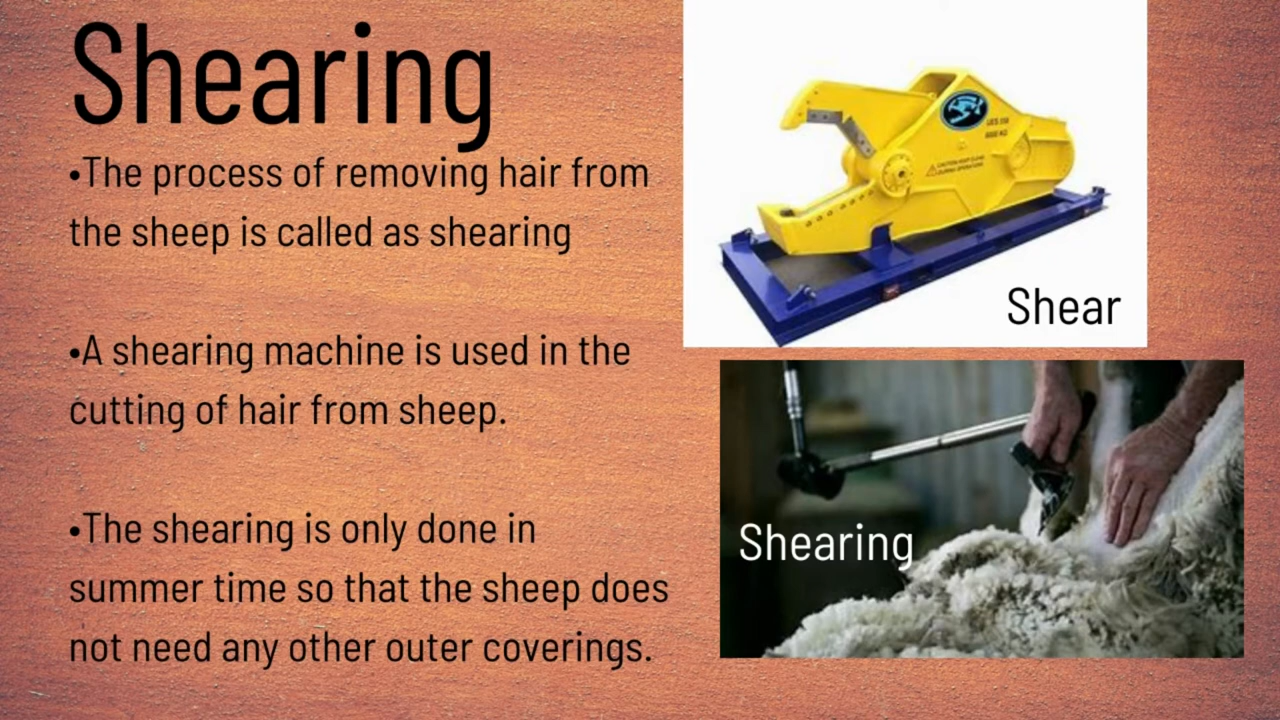 Shearing
•The process of removing hair from
the sheep is called as shearing
•A shearing machine is used in the
cutting of hair from sheep.
•The shearing is only done in
summer time so that the sheep does
not need any other outer coverings.
Shear
Shearing